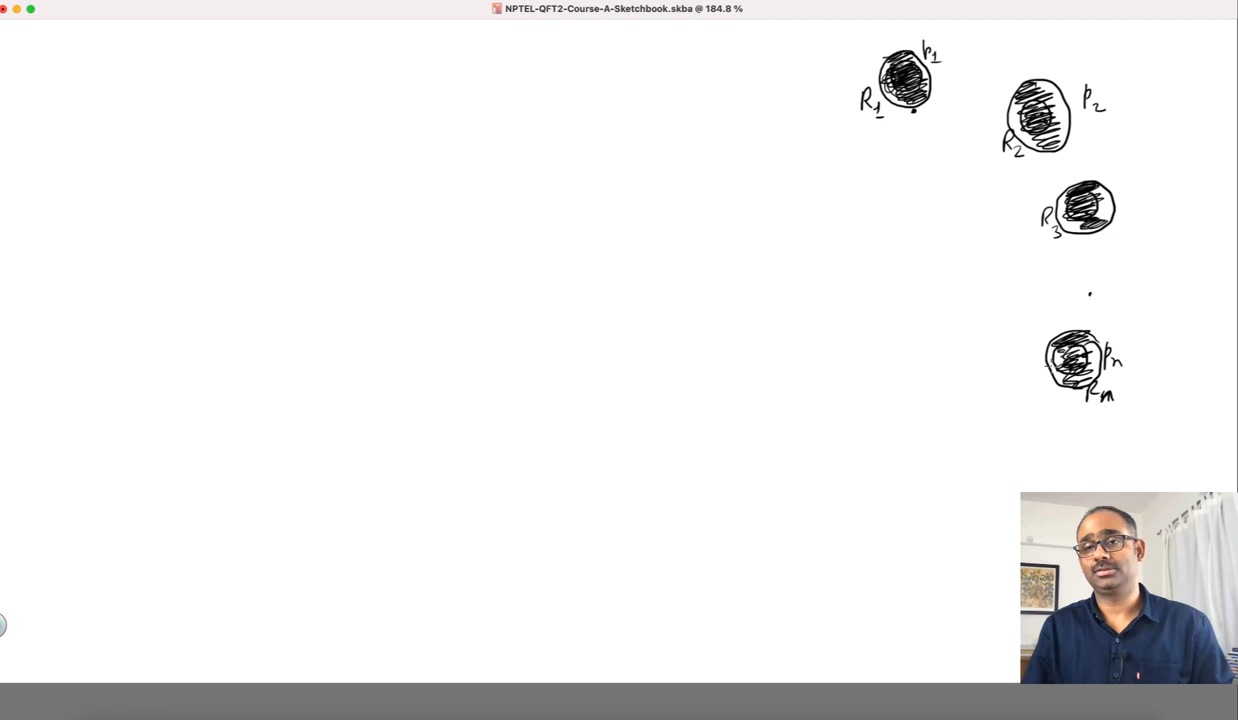 NPTEL-QFT2-Course-A-Sketchbook.skba @ 184.8 %
p₁
R₁
p₂
R₂
R₃
pₙ
Rₙ